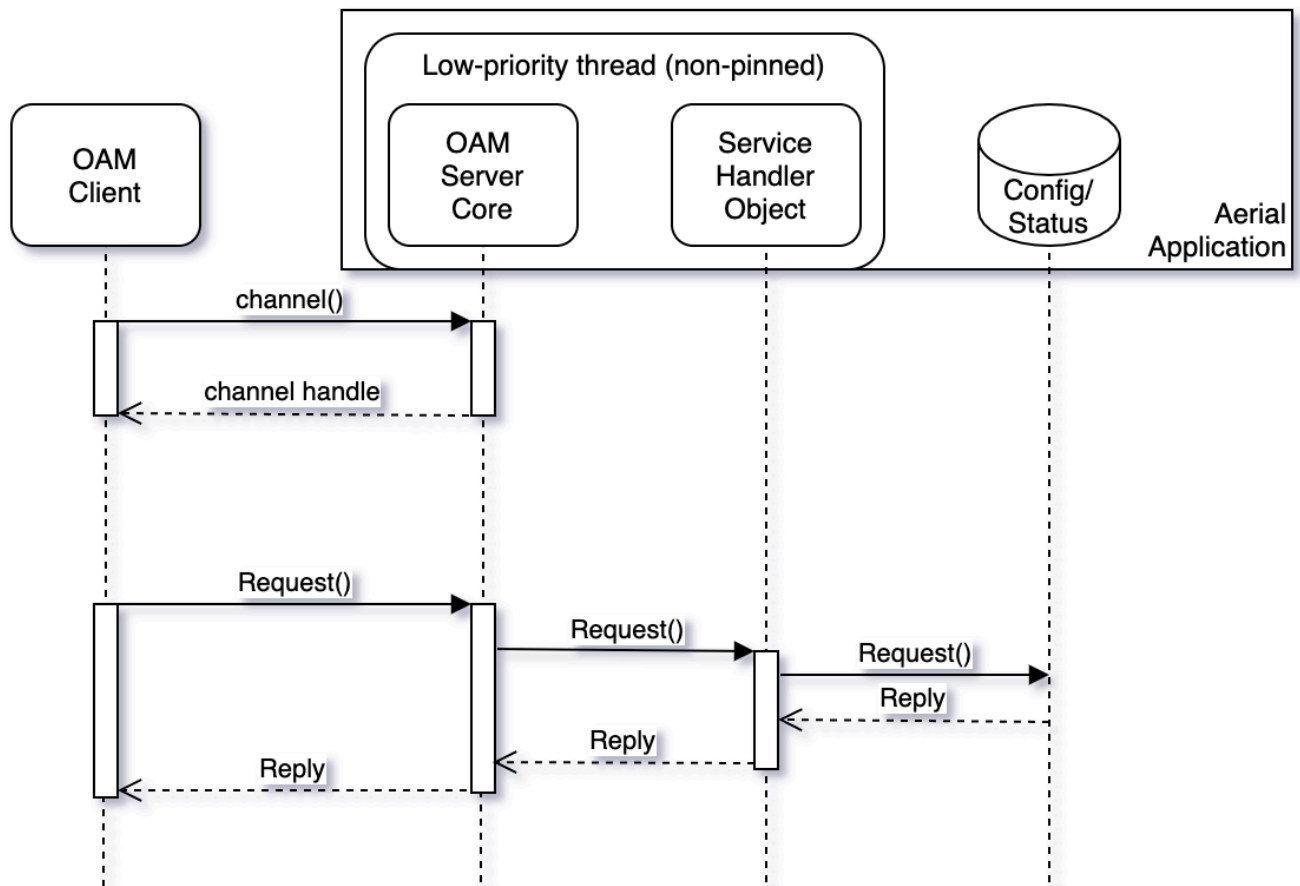 Low-priority thread (non-pinned)
OAM
Client
OAM
Server
Core
Service
Handler
Object
Config/
Status
Aerial
Application
channel()
channel handle
Request()
Request()
Request()
Reply
Reply
Reply